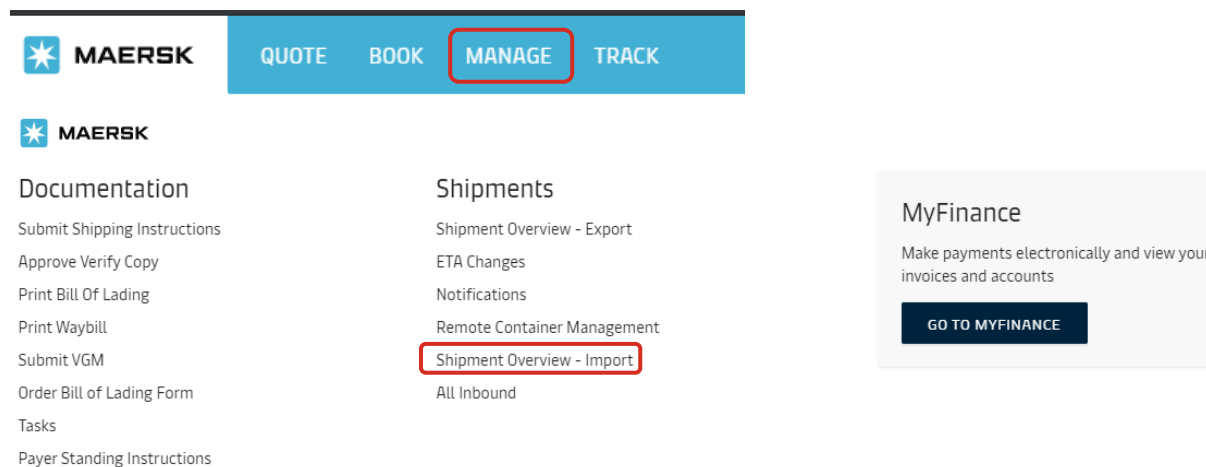 MAERSK QUOTE BOOK MANAGE TRACK
MAERSK
Documentation
Submit Shipping Instructions
Approve Verify Copy
Print Bill Of Lading
Print Waybill
Submit VGM
Order Bill of Lading Form
Tasks
Payer Standing Instructions
Shipments
Shipment Overview - Export
ETA Changes
Notifications
Remote Container Management
Shipment Overview - Import
All Inbound
MyFinance
Make payments electronically and view your
invoices and accounts
GO TO MYFINANCE